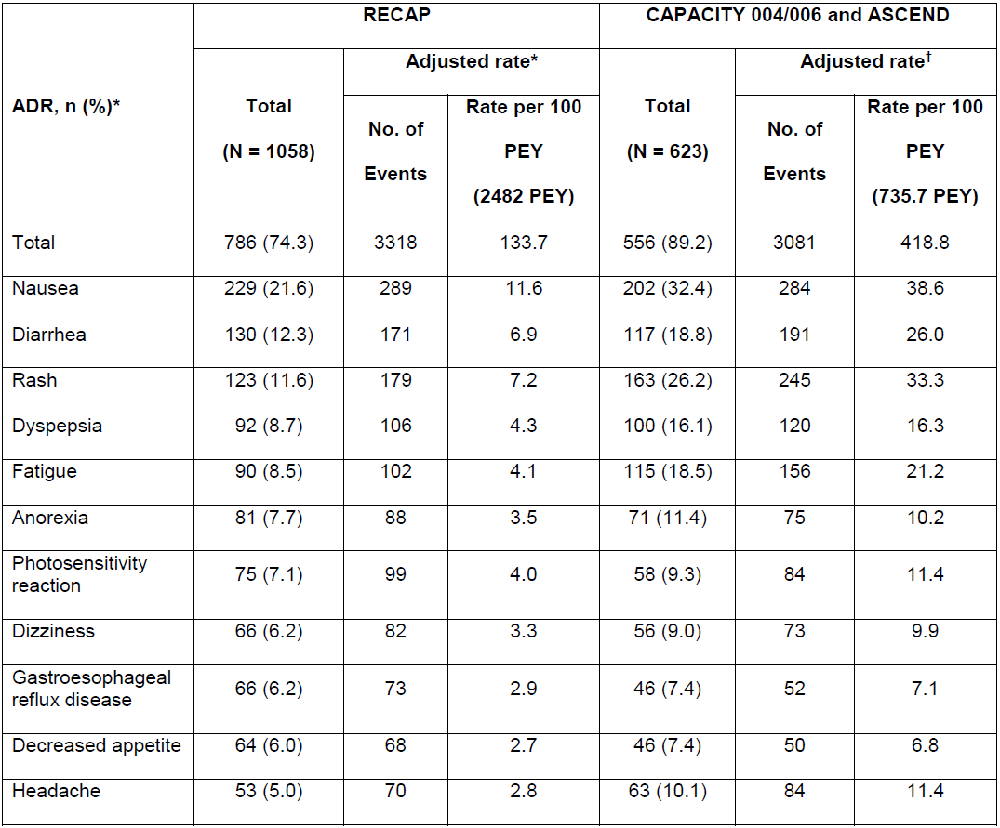 RECAP CAPACITY 004/006 and ASCEND
ADR, n (%)* Total (N = 1058) Adjusted rate* Total (N = 623) Adjusted rate†
No. of Events Rate per 100 PEY (2482 PEY) No. of Events Rate per 100 PEY (735.7 PEY)
Total 786 (74.3) 3318 133.7 556 (89.2) 3081 418.8
Nausea 229 (21.6) 289 11.6 202 (32.4) 284 38.6
Diarrhea 130 (12.3) 171 6.9 117 (18.8) 191 26.0
Rash 123 (11.6) 179 7.2 163 (26.2) 245 33.3
Dyspepsia 92 (8.7) 106 4.3 100 (16.1) 120 16.3
Fatigue 90 (8.5) 102 4.1 115 (18.5) 156 21.2
Anorexia 81 (7.7) 88 3.5 71 (11.4) 75 10.2
Photosensitivity
reaction 75 (7.1) 99 4.0 58 (9.3) 84 11.4
Dizziness 66 (6.2) 82 3.3 56 (9.0) 73 9.9
Gastroesophageal
reflux disease 66 (6.2) 73 2.9 46 (7.4) 52 7.1
Decreased appetite 64 (6.0) 68 2.7 46 (7.4) 50 6.8
Headache 53 (5.0) 70 2.8 63 (10.1) 84 11.4